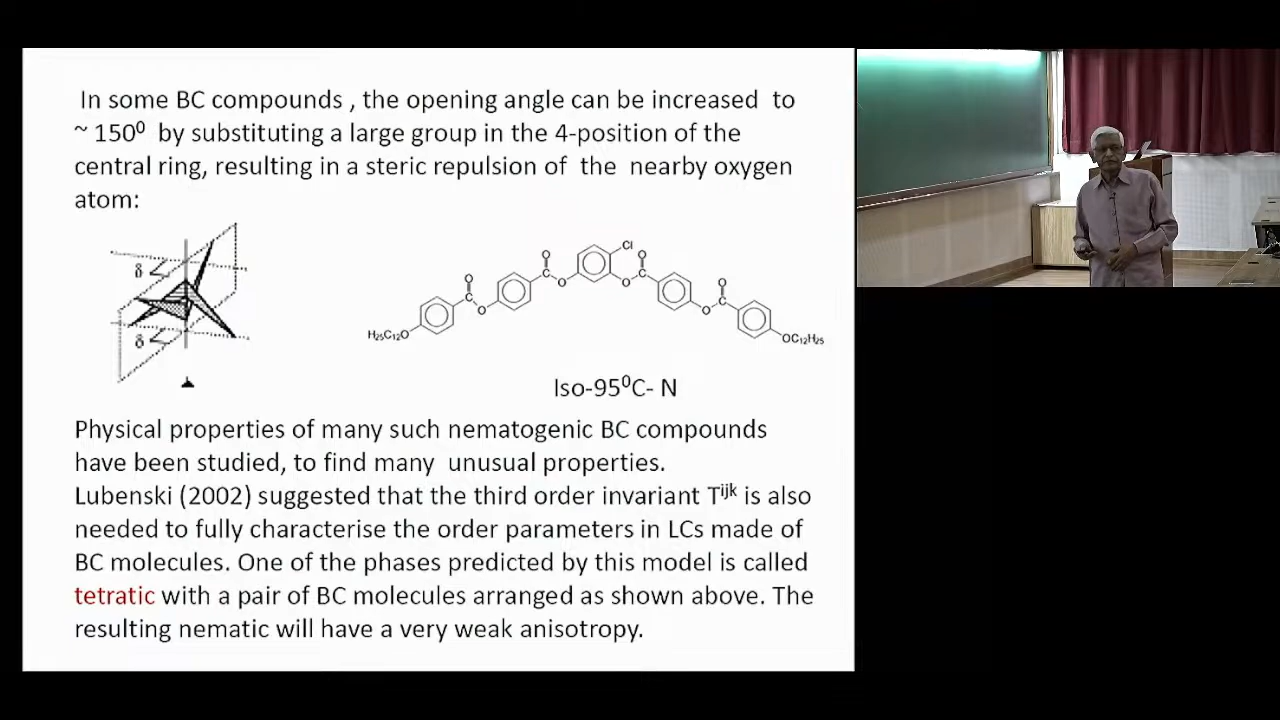 In some BC compounds , the opening angle can be increased to
~ 150⁰ by substituting a large group in the 4-position of the
central ring, resulting in a steric repulsion of the nearby oxygen
atom:
δ
δ
Cl
O O O O
C O O C
C O O C
H₂₅C₁₂O OC₁₂H₂₅
Iso-95⁰C- N
Physical properties of many such nematogenic BC compounds
have been studied, to find many unusual properties.
Lubenski (2002) suggested that the third order invariant Tⁱʲᵏ is also
needed to fully characterise the order parameters in LCs made of
BC molecules. One of the phases predicted by this model is called
tetratic with a pair of BC molecules arranged as shown above. The
resulting nematic will have a very weak anisotropy.